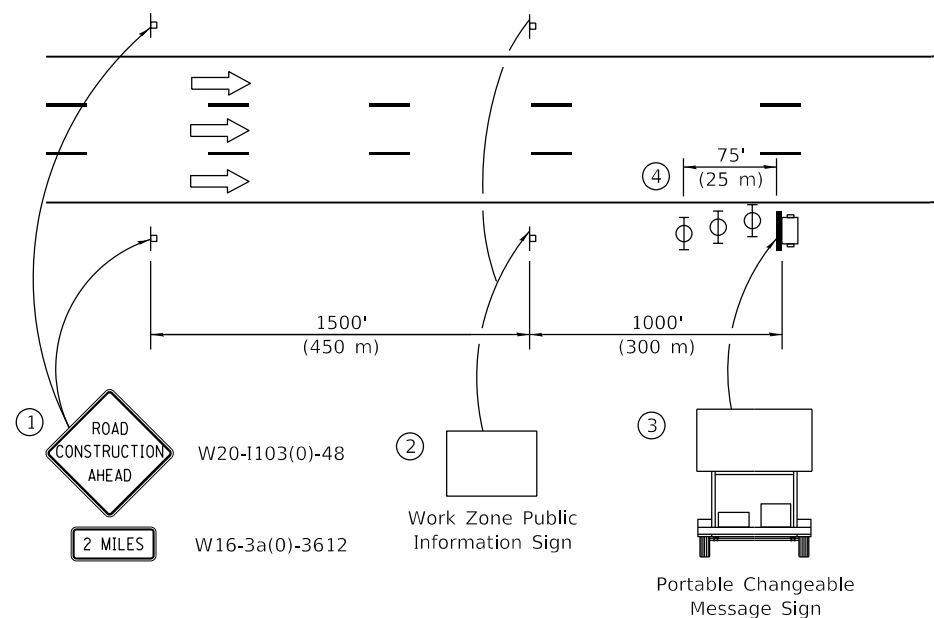 75'
(25 m)
4
1500'
(450 m)
1000'
(300 m)
1
ROAD
CONSTRUCTION
AHEAD
W20-I103(0)-48
2 MILES
W16-3a(0)-3612
2
Work Zone Public
Information Sign
3
Portable Changeable
Message Sign